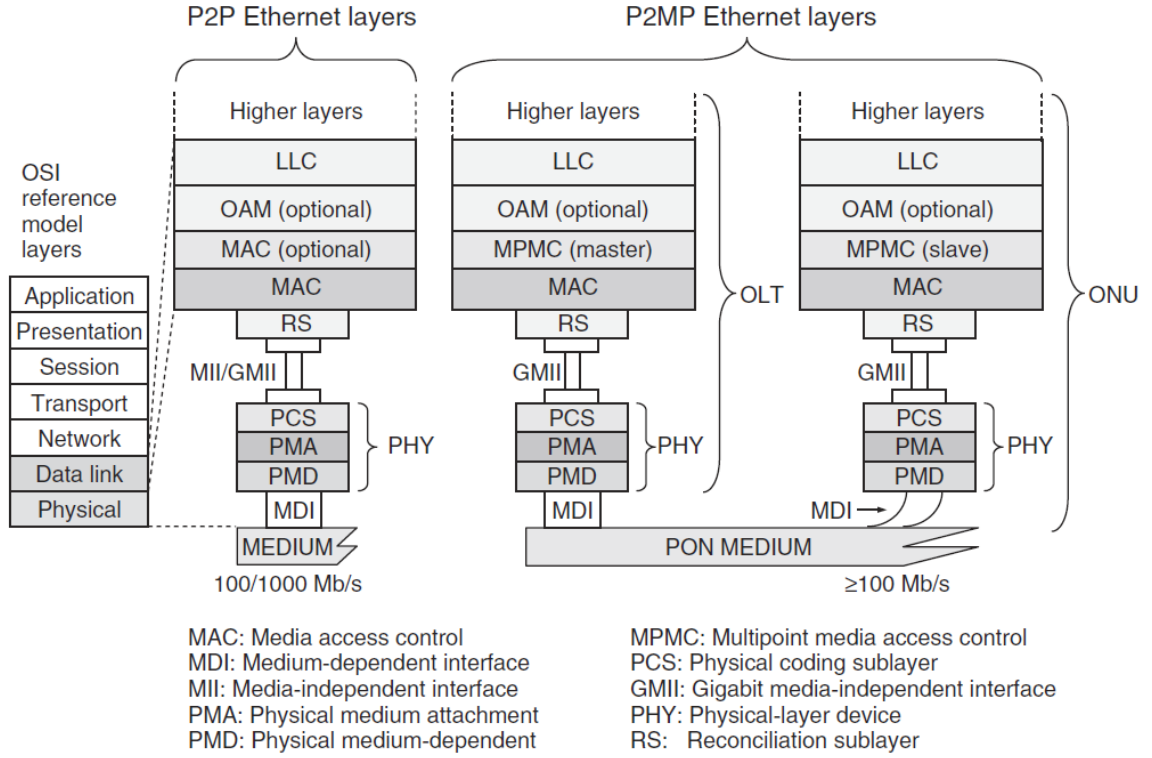 P2P Ethernet layers
P2MP Ethernet layers
OSI
reference
model
layers
Application
Presentation
Session
Transport
Network
Data link
Physical
Higher layers
LLC
OAM (optional)
MAC (optional)
MAC
RS
MII/GMII
PCS
PMA
PMD
PHY
MDI
MEDIUM
100/1000 Mb/s
Higher layers
LLC
OAM (optional)
MPMC (master)
MAC
RS
GMII
PCS
PMA
PMD
PHY
MDI
OLT
Higher layers
LLC
OAM (optional)
MPMC (slave)
MAC
RS
GMII
PCS
PMA
PMD
PHY
MDI
ONU
PON MEDIUM
≥100 Mb/s
MAC: Media access control
MDI: Medium-dependent interface
MII: Media-independent interface
PMA: Physical medium attachment
PMD: Physical medium-dependent
MPMC: Multipoint media access control
PCS: Physical coding sublayer
GMII: Gigabit media-independent interface
PHY: Physical-layer device
RS: Reconciliation sublayer